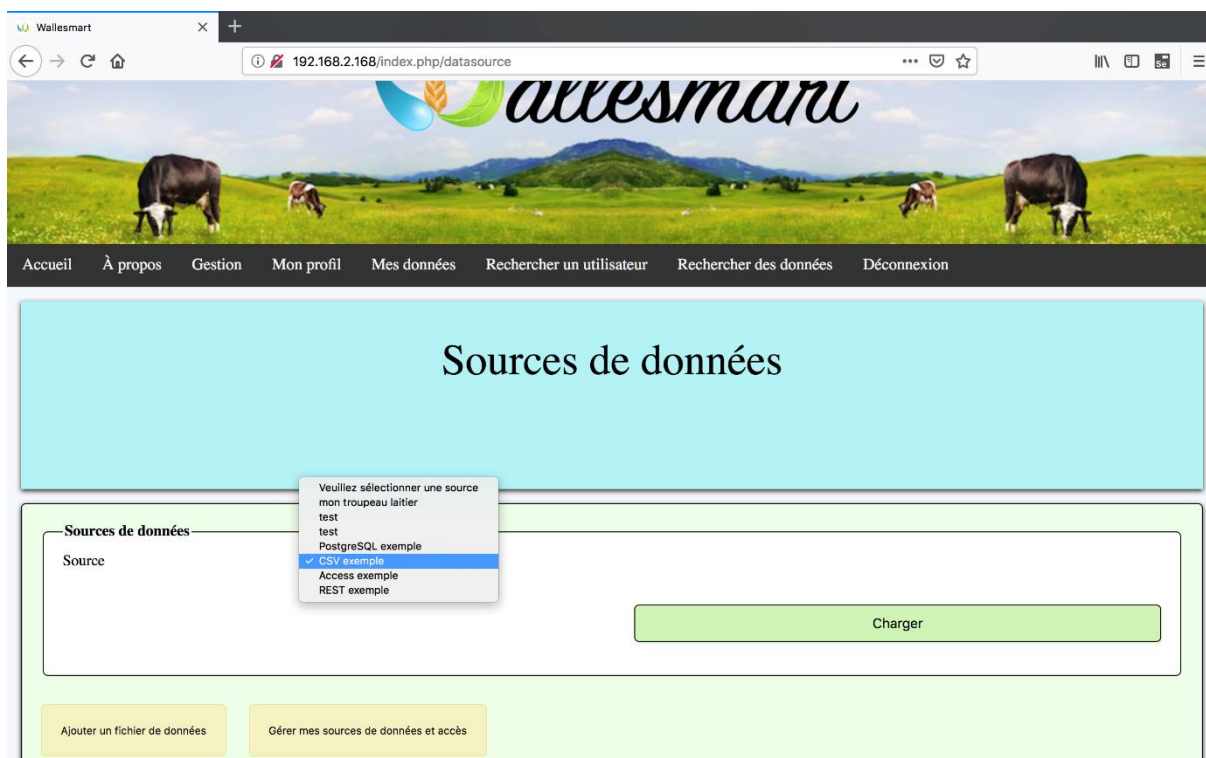 Wallesmart
192.168.2.168/index.php/datasource
Se
allesmart
Accueil À propos Gestion Mon profil Mes données Rechercher un utilisateur Rechercher des données Déconnexion
Sources de données
Veuillez sélectionner une source
mon troupeau laitier
test
test
PostgreSQL exemple
✓ CSV exemple
Access exemple
REST exemple
Sources de données
Source
Charger
Ajouter un fichier de données Gérer mes sources de données et accès